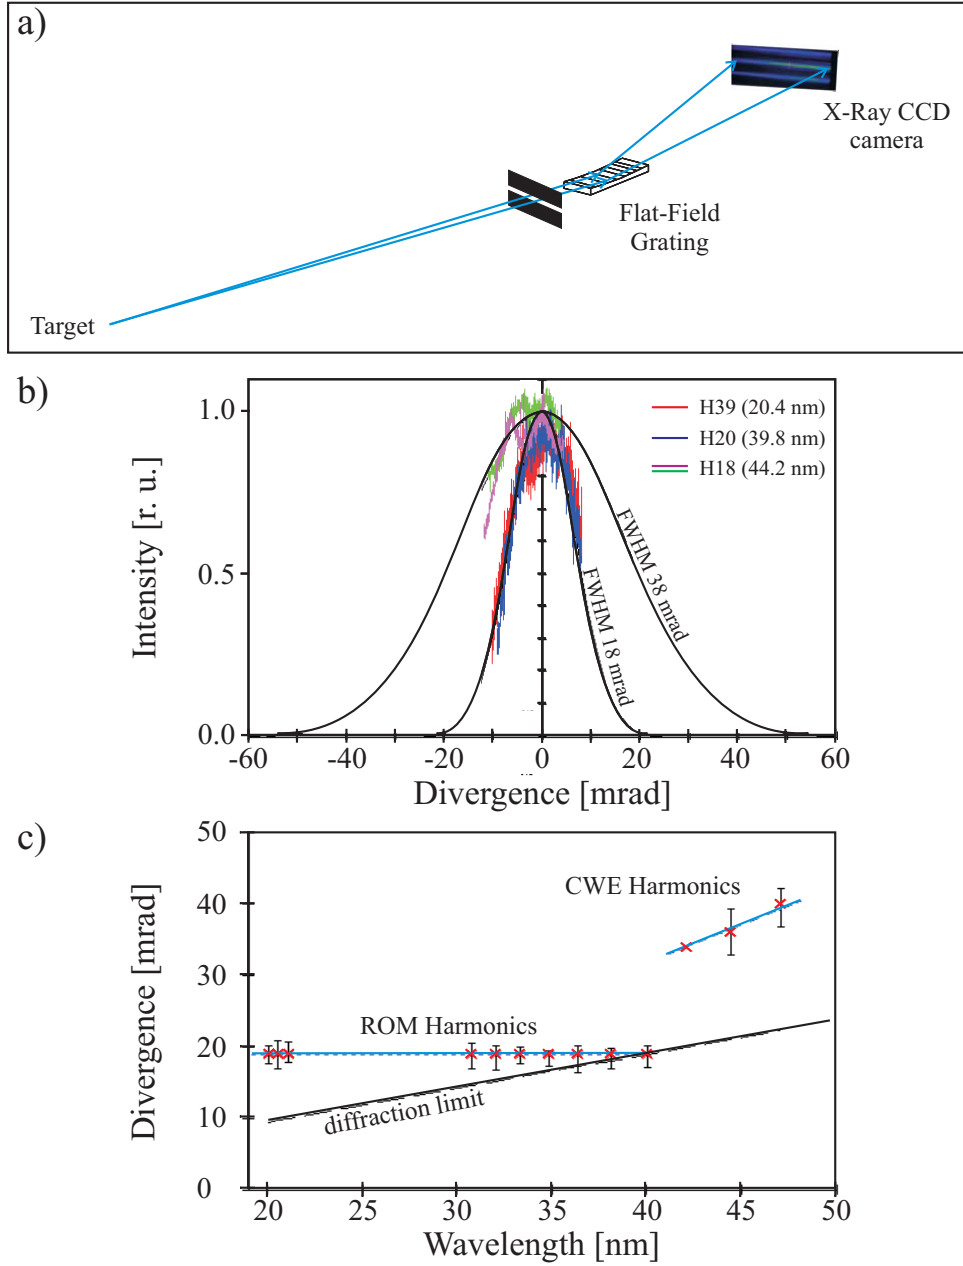 a)
X-Ray CCD
camera
Flat-Field
Grating
Target
b)
Intensity [r. u.]
1.0
0.5
0.0
H39 (20.4 nm)
H20 (39.8 nm)
H18 (44.2 nm)
FWHM 38 mrad
FWHM 18 mrad
-60
-40
-20
0
20
40
60
Divergence [mrad]
c)
Divergence [mrad]
50
40
30
20
10
0
CWE Harmonics
ROM Harmonics
diffraction limit
20
25
30
35
40
45
50
Wavelength [nm]